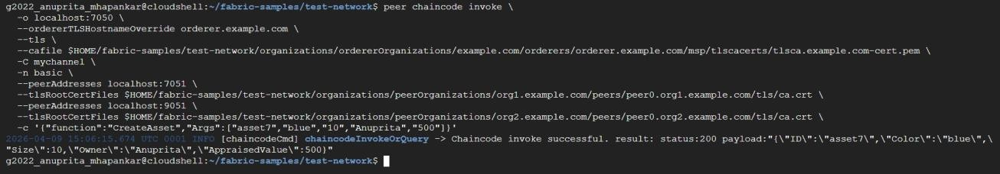 g2022_anuprita_mhapankar@cloudshell:~/fabric-samples/test-network$ peer chaincode invoke \
  -o localhost:7050 \
  --ordererTLSHostnameOverride orderer.example.com \
  --tls \
  --cafile $HOME/fabric-samples/test-network/organizations/ordererOrganizations/example.com/orderers/orderer.example.com/msp/tlscacerts/tlsca.example.com-cert.pem \
  -C mychannel \
  -n basic \
  --peerAddresses localhost:7051 \
  --tlsRootCertFiles $HOME/fabric-samples/test-network/organizations/peerOrganizations/org1.example.com/peers/peer0.org1.example.com/tls/ca.crt \
  --peerAddresses localhost:9051 \
  --tlsRootCertFiles $HOME/fabric-samples/test-network/organizations/peerOrganizations/org2.example.com/peers/peer0.org2.example.com/tls/ca.crt \
  -c '{"function":"CreateAsset","Args":["asset7","blue","10","Anuprita","500"]}'
2026-04-09 15:06:15.674 UTC 0001 INFO [chaincodeCmd] chaincodeInvokeOrQuery -> Chaincode invoke successful. result: status:200 payload:"{\"ID\":\"asset7\",\"Color\":\"blue\",\
"Size\":10,\"Owner\":\"Anuprita\",\"AppraisedValue\":500}"
g2022_anuprita_mhapankar@cloudshell:~/fabric-samples/test-network$